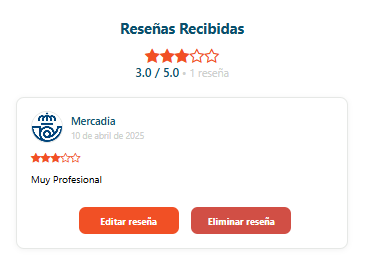 Reseñas Recibidas
3.0 / 5.0 • 1 reseña
Mercadia
10 de abril de 2025
Muy Profesional
Editar reseña
Eliminar reseña